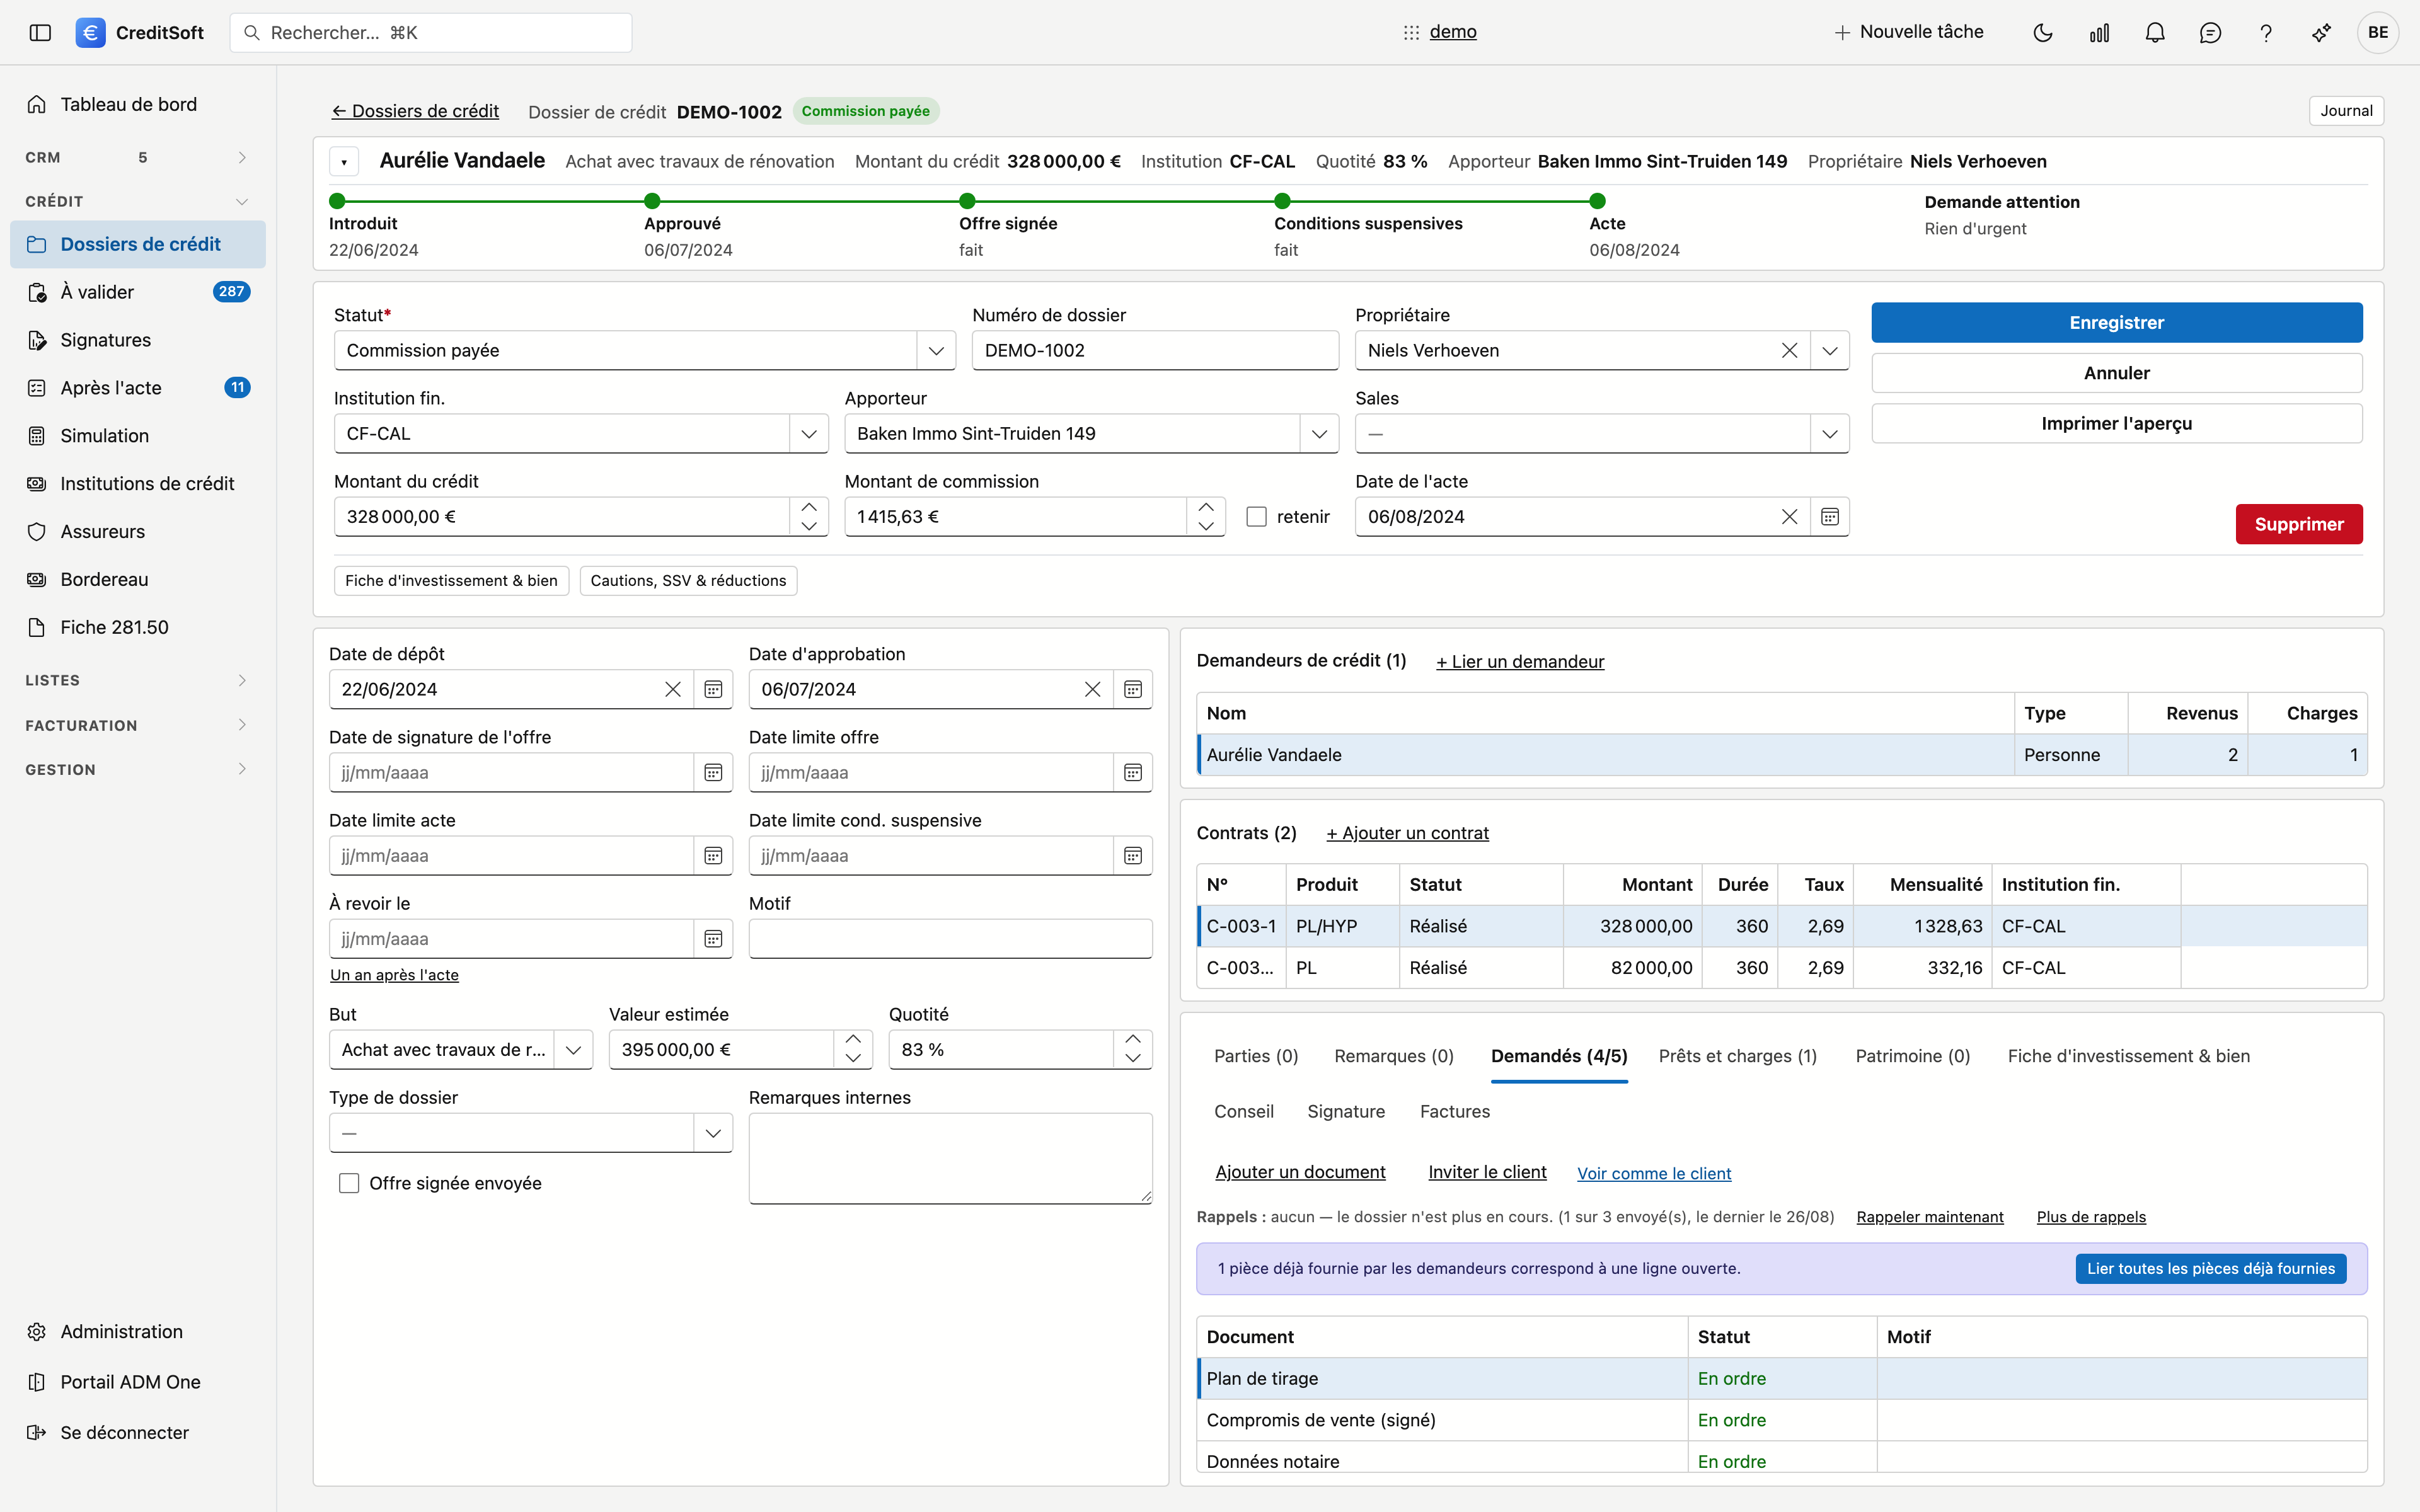 CreditSoft
Rechercher... ⌘K
demo
Nouvelle tâche
BE
Tableau de bord
CRM 5
CRÉDIT
Dossiers de crédit
À valider 287
Signatures
Après l'acte 11
Simulation
Institutions de crédit
Assureurs
Bordereau
Fiche 281.50
LISTES
FACTURATION
GESTION
Administration
Portail ADM One
Se déconnecter
← Dossiers de crédit Dossier de crédit DEMO-1002 Commission payée Journal
Aurélie Vandaele Achat avec travaux de rénovation Montant du crédit 328 000,00 € Institution CF-CAL Quotité 83 % Apporteur Baken Immo Sint-Truiden 149 Propriétaire Niels Verhoeven
Introduit Approuvé Offre signée Conditions suspensives Acte Demande attention
22/06/2024 06/07/2024 fait fait 06/08/2024 Rien d'urgent
Statut* Numéro de dossier Propriétaire
Commission payée DEMO-1002 Niels Verhoeven
Institution fin. Apporteur Sales
CF-CAL Baken Immo Sint-Truiden 149 —
Montant du crédit Montant de commission Date de l'acte
328 000,00 € 1 415,63 € retenir 06/08/2024
Enregistrer
Annuler
Imprimer l'aperçu
Supprimer
Fiche d'investissement & bien Cautions, SSV & réductions
Date de dépôt Date d'approbation
22/06/2024 06/07/2024
Date de signature de l'offre Date limite offre
jj/mm/aaaa jj/mm/aaaa
Date limite acte Date limite cond. suspensive
jj/mm/aaaa jj/mm/aaaa
À revoir le Motif
jj/mm/aaaa
Un an après l'acte
But Valeur estimée Quotité
Achat avec travaux de r... 395 000,00 € 83 %
Type de dossier Remarques internes
—
Offre signée envoyée
Demandeurs de crédit (1) + Lier un demandeur
Nom Type Revenus Charges
Aurélie Vandaele Personne 2 1
Contrats (2) + Ajouter un contrat
N° Produit Statut Montant Durée Taux Mensualité Institution fin.
C-003-1 PL/HYP Réalisé 328 000,00 360 2,69 1 328,63 CF-CAL
C-003... PL Réalisé 82 000,00 360 2,69 332,16 CF-CAL
Parties (0) Remarques (0) Demandés (4/5) Prêts et charges (1) Patrimoine (0) Fiche d'investissement & bien
Conseil Signature Factures
Ajouter un document Inviter le client Voir comme le client
Rappels : aucun — le dossier n'est plus en cours. (1 sur 3 envoyé(s), le dernier le 26/08) Rappeler maintenant Plus de rappels
1 pièce déjà fournie par les demandeurs correspond à une ligne ouverte. Lier toutes les pièces déjà fournies
Document Statut Motif
Plan de tirage En ordre
Compromis de vente (signé) En ordre
Données notaire En ordre